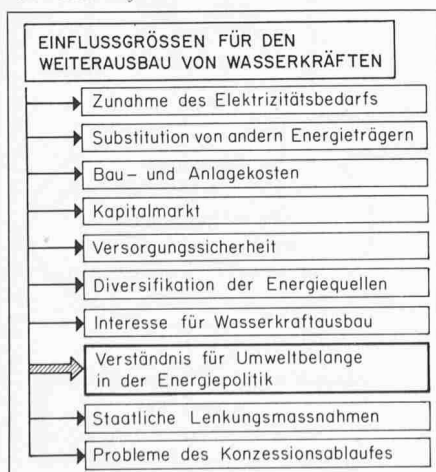 EINFLUSSGRÖSSEN FÜR DEN
WEITERAUSBAU VON WASSERKRÄFTEN
Zunahme des Elektrizitätsbedarfs
Substitution von andern Energieträgern
Bau- und Anlagekosten
Kapitalmarkt
Versorgungssicherheit
Diversifikation der Energiequellen
Interesse für Wasserkraftausbau
Verständnis für Umweltbelange
in der Energiepolitik
Staatliche Lenkungsmassnahmen
Probleme des Konzessionsablaufes